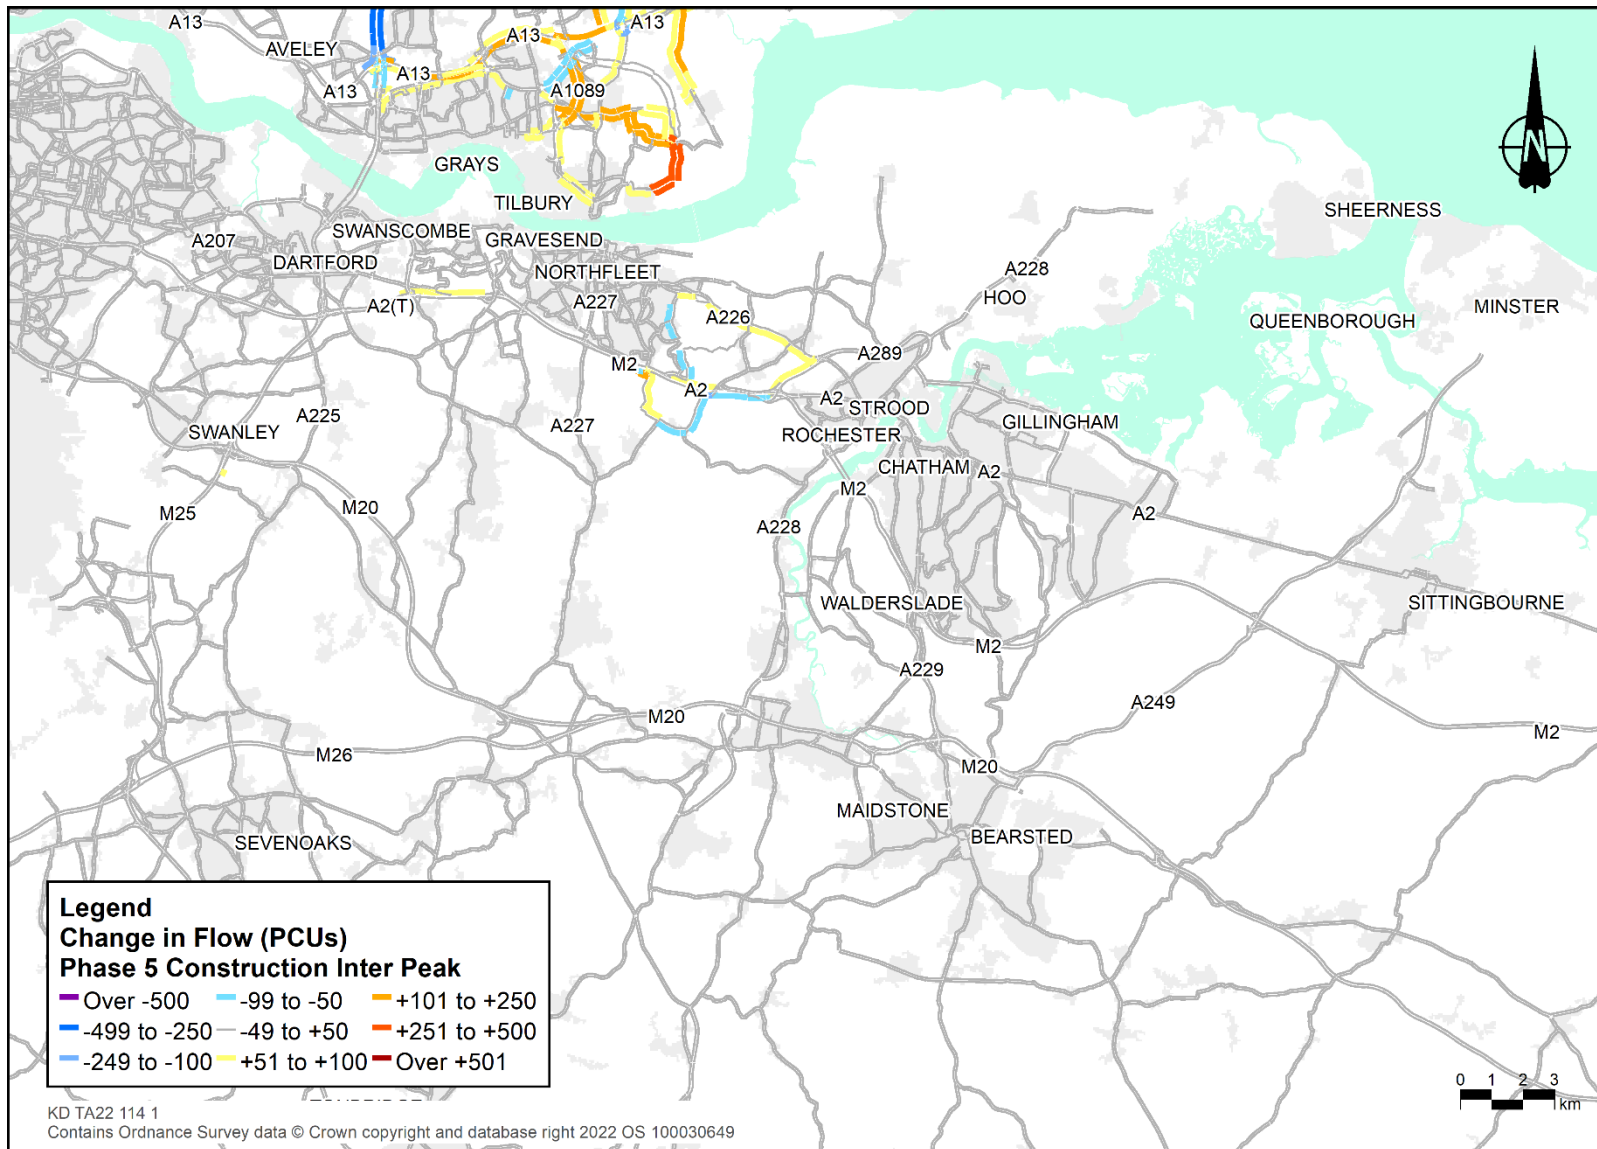 A13
A13
A13
AVELEY
A13
A13
A1089
GRAYS
TILBURY
N
SHEERNESS
SWANSCOMBE
A207
GRAVESEND
DARTFORD
NORTHFLEET
A228
HOO
MINSTER
A2(T)
A227
A226
QUEENBOROUGH
M2
A289
A2
A2
STROOD
A225
A227
SWANLEY
ROCHESTER
GILLINGHAM
CHATHAM
A2
M25
M20
M2
A2
A228
WALDERSLADE
SITTINGBOURNE
M2
A229
M20
A249
M26
M2
M20
MAIDSTONE
SEVENOAKS
BEARSTED
Legend
Change in Flow (PCUs)
Phase 5 Construction Inter Peak
Over -500 -99 to -50 +101 to +250
-499 to -250 -49 to +50 +251 to +500
-249 to -100 +51 to +100 Over +501
0 1 2 3
km
KD TA22 114 1
Contains Ordnance Survey data © Crown copyright and database right 2022 OS 100030649